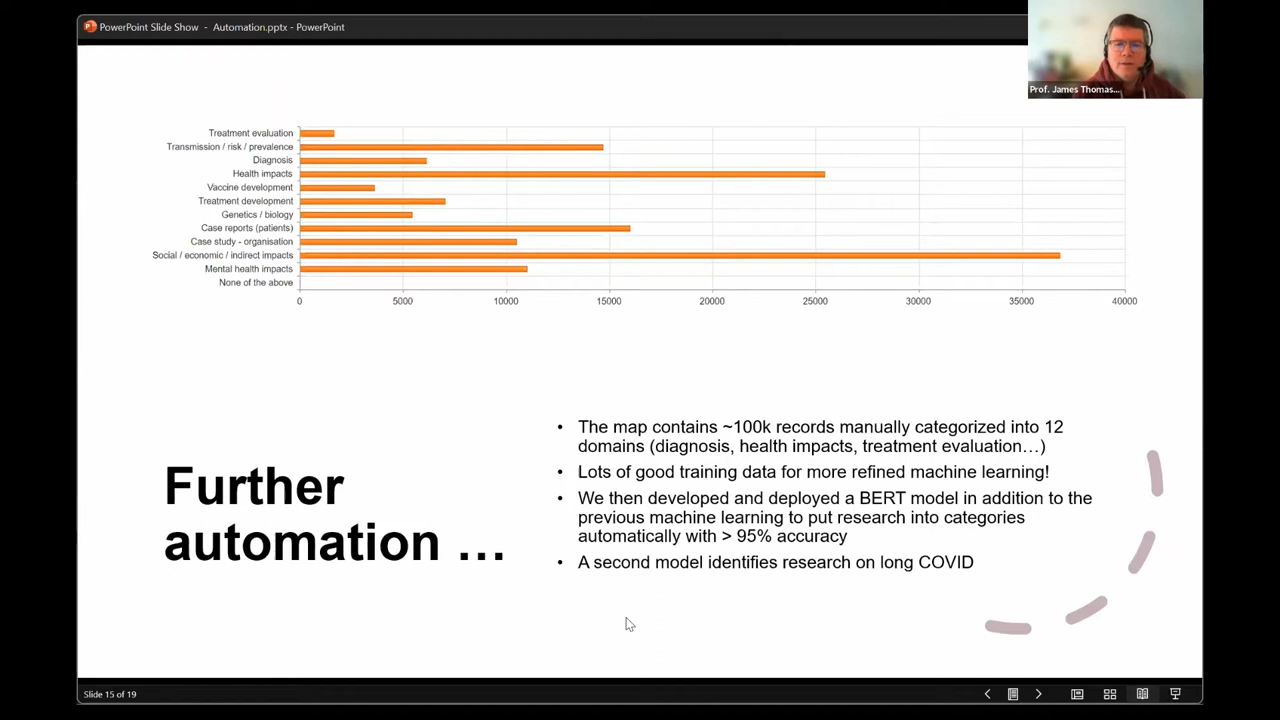 PowerPoint Slide Show - Automation.pptx - PowerPoint
Prof. James Thomas...
Treatment evaluation
Transmission / risk / prevalence
Diagnosis
Health impacts
Vaccine development
Treatment development
Genetics / biology
Case reports (patients)
Case study - organisation
Social / economic / indirect impacts
Mental health impacts
None of the above
0 5000 10000 15000 20000 25000 30000 35000 40000
Further
automation …
• The map contains ~100k records manually categorized into 12
domains (diagnosis, health impacts, treatment evaluation…)
• Lots of good training data for more refined machine learning!
• We then developed and deployed a BERT model in addition to the
previous machine learning to put research into categories
automatically with > 95% accuracy
• A second model identifies research on long COVID
Slide 15 of 19